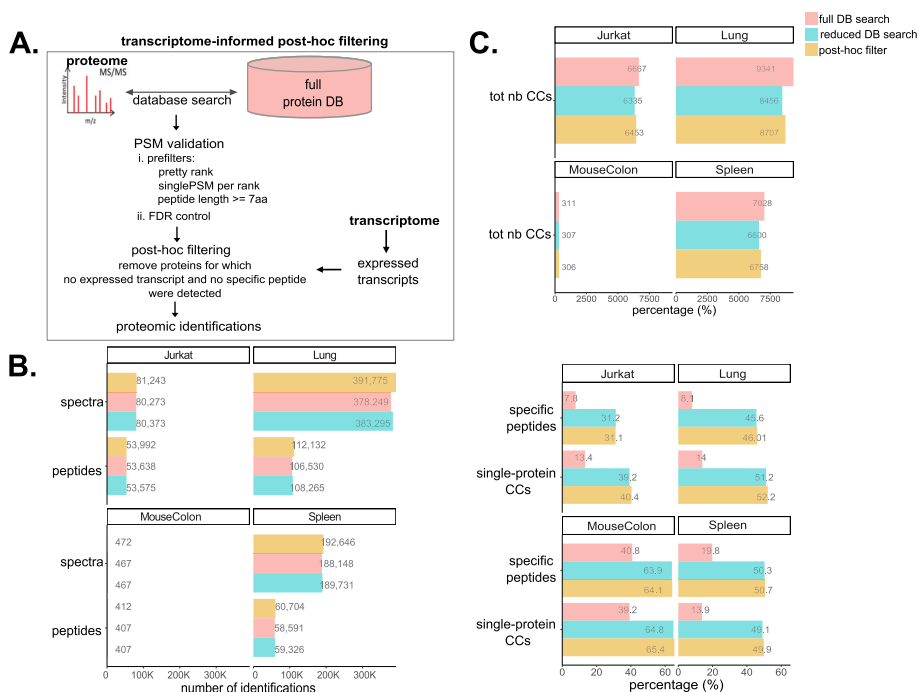 A.
transcriptome-informed post-hoc filtering
proteome
MS/MS
Intensity
m/z
database search
full
protein DB
PSM validation
i. prefilters:
pretty rank
singlePSM per rank
peptide length >= 7aa
ii. FDR control
transcriptome
post-hoc filtering
remove proteins for which
no expressed transcript and no specific peptide
were detected
expressed
transcripts
proteomic identifications
B.
Jurkat
Lung
spectra
81,243
391,775
80,273
378,249
80,373
383,295
peptides
53,992
112,132
53,638
106,530
53,575
108,265
MouseColon
Spleen
spectra
472
192,646
467
188,148
467
189,731
peptides
412
60,704
407
58,591
407
59,326
0 100K 200K 300K
0 100K 200K 300K
number of identifications
C.
full DB search
reduced DB search
post-hoc filter
Jurkat
Lung
tot nb CCs
6667
9341
6335
8456
6453
8707
MouseColon
Spleen
tot nb CCs
311
7028
307
6600
306
6758
0 2500 5000 7500
0 2500 5000 7500
percentage (%)
Jurkat
Lung
specific
peptides
7.8
8.1
31.2
45.6
31.1
46.01
single-protein
CCs
13.4
14
39.2
51.2
40.4
52.2
MouseColon
Spleen
specific
peptides
40.8
19.8
63.9
50.3
64.1
50.7
single-protein
CCs
39.2
13.9
64.8
49.1
65.4
49.9
0 20 40 60
0 20 40 60
percentage (%)